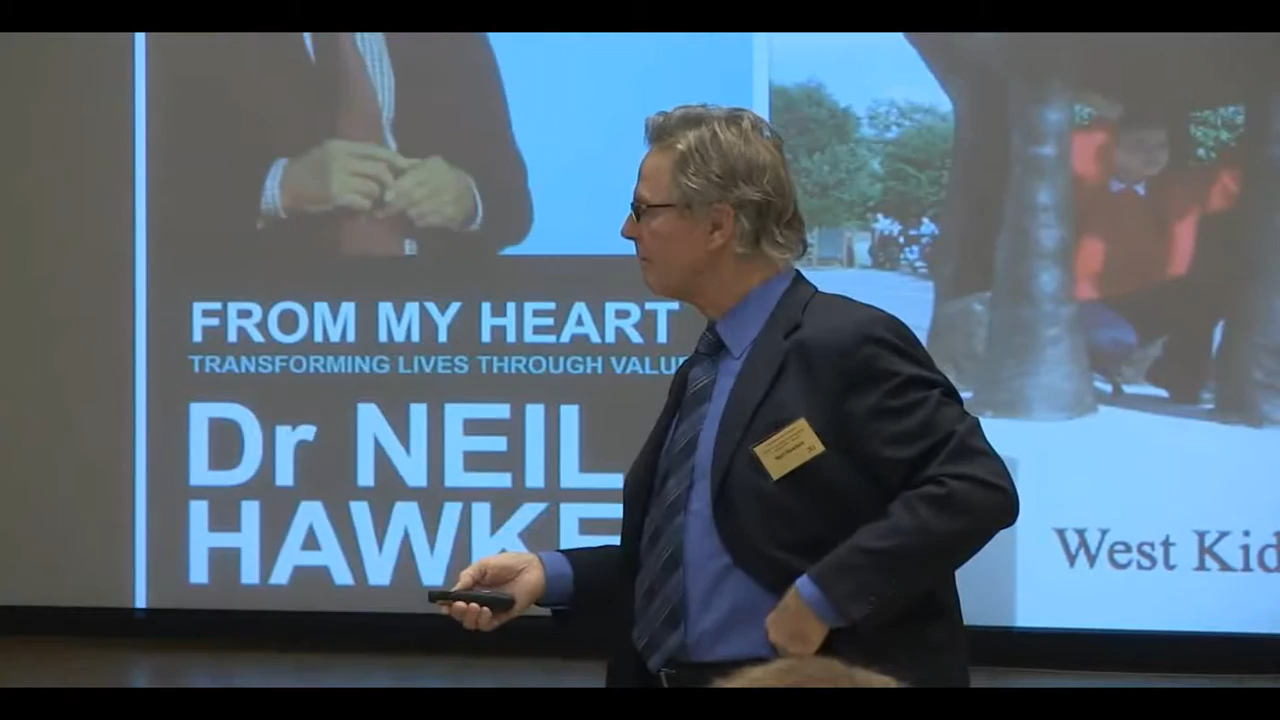 FROM MY HEART
TRANSFORMING LIVES THROUGH VALU
Dr NEIL
HAWKE
West Kid